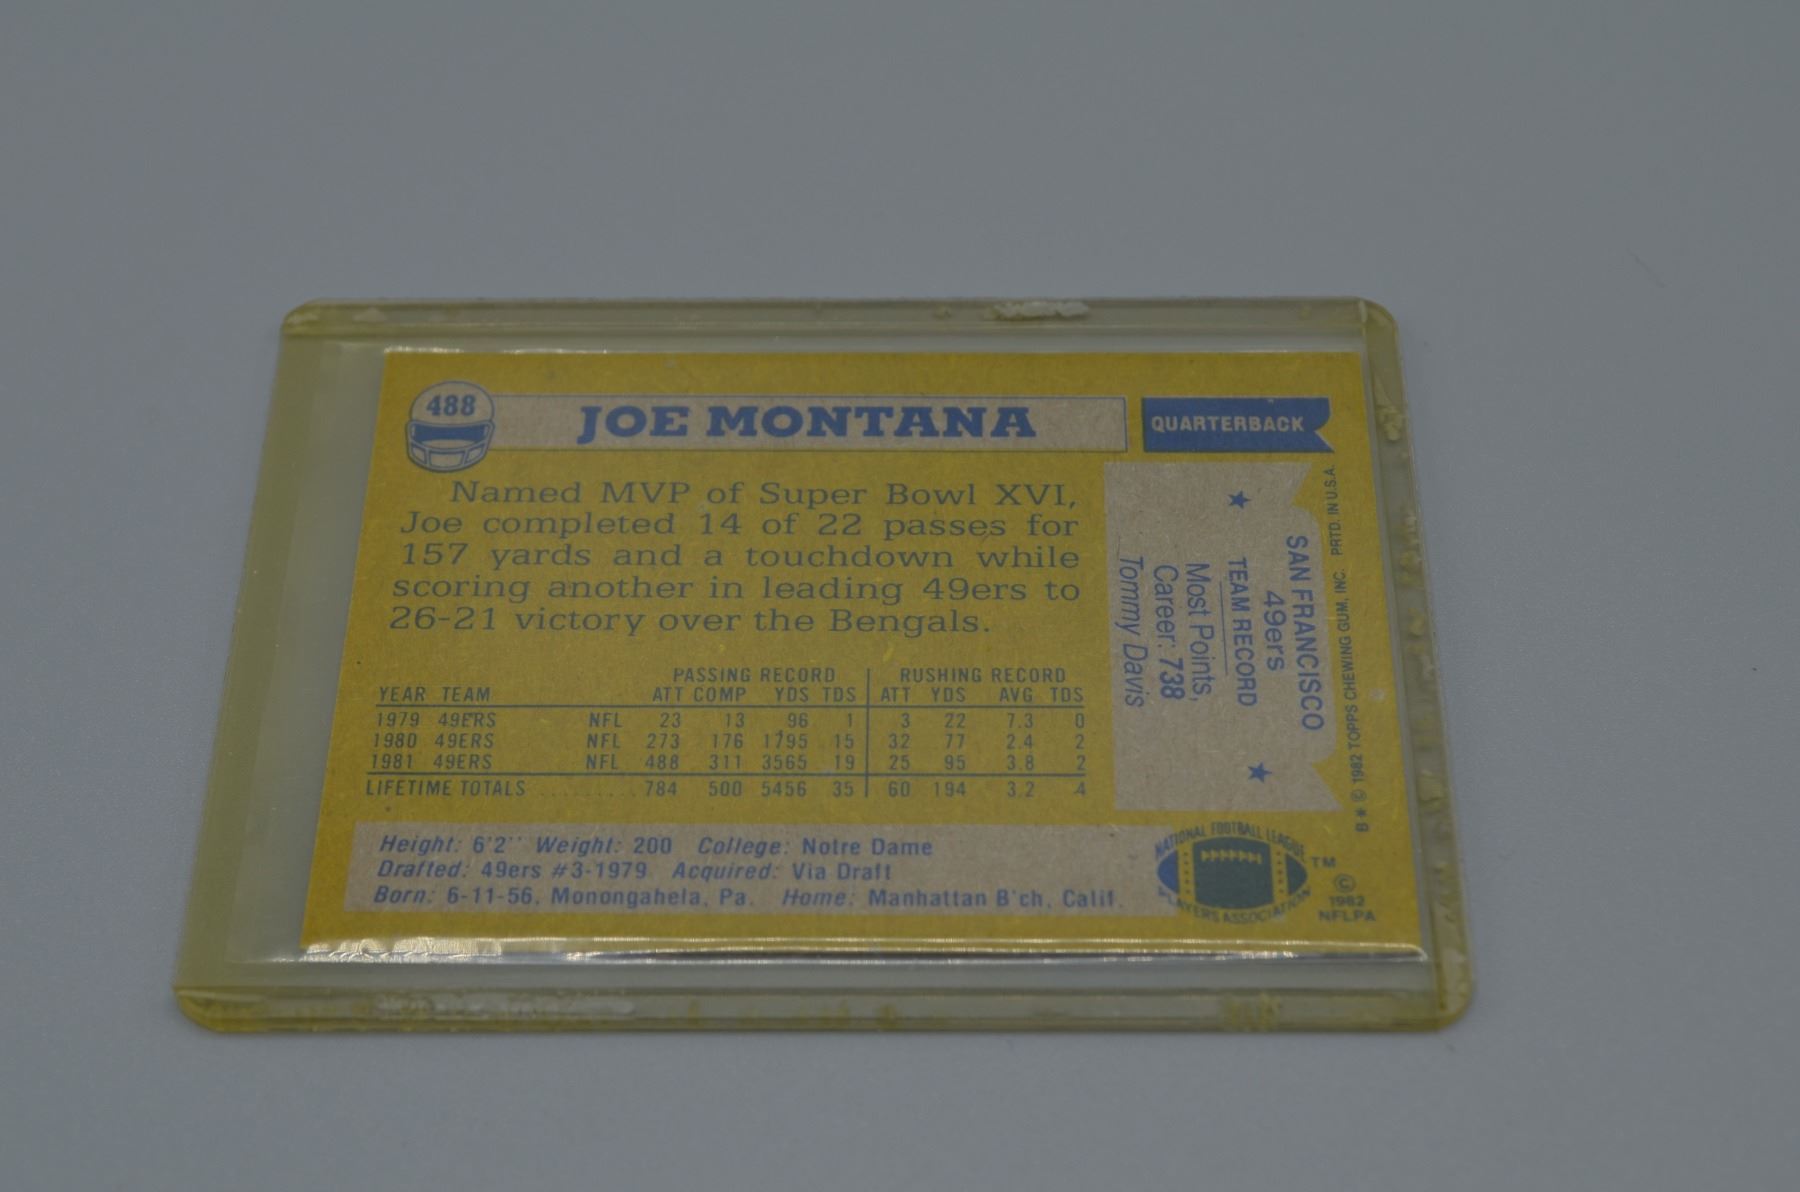 488
JOE MONTANA
QUARTERBACK
Named MVP of Super Bowl XVI,
Joe completed 14 of 22 passes for
157 yards and a touchdown while
scoring another in leading 49ers to
26-21 victory over the Bengals.
PASSING RECORD RUSHING RECORD
YEAR TEAM ATT COMP YDS TDS ATT YDS AVG TDS
1979 49ERS NFL 23 13 96 1 3 22 7.3 0
1980 49ERS NFL 273 176 1795 15 32 77 2.4 2
1981 49ERS NFL 488 311 3565 19 25 95 3.8 2
LIFETIME TOTALS .......... 784 500 5456 35 60 194 3.2 4
Height: 6'2'' Weight: 200 College: Notre Dame
Drafted: 49ers #3-1979 Acquired: Via Draft
Born: 6-11-56, Monongahela, Pa. Home: Manhattan B'ch, Calif.
SAN FRANCISCO
49ers
★ TEAM RECORD ★
Most Points,
Career: 738
Tommy Davis
B* © 1982 TOPPS CHEWING GUM, INC. PRTD. IN U.S.A.
NATIONAL FOOTBALL LEAGUE
PLAYERS ASSOCIATION
TM
©
1982
NFLPA